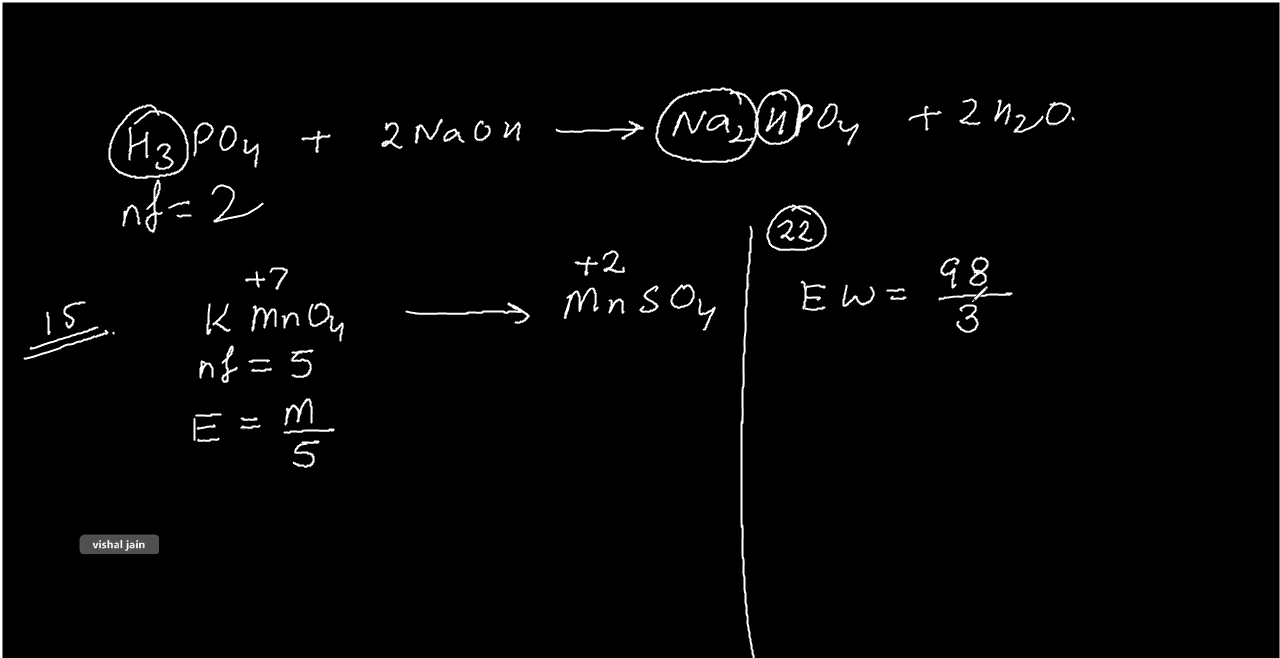 H₃PO₄ + 2NaOH ⟶ Na₂HPO₄ + 2H₂O.
nf = 2
15.
+7 +2
KMnO₄ ⟶ MnSO₄
nf = 5
E = M/5
22
EW = 98/3
vishal jain